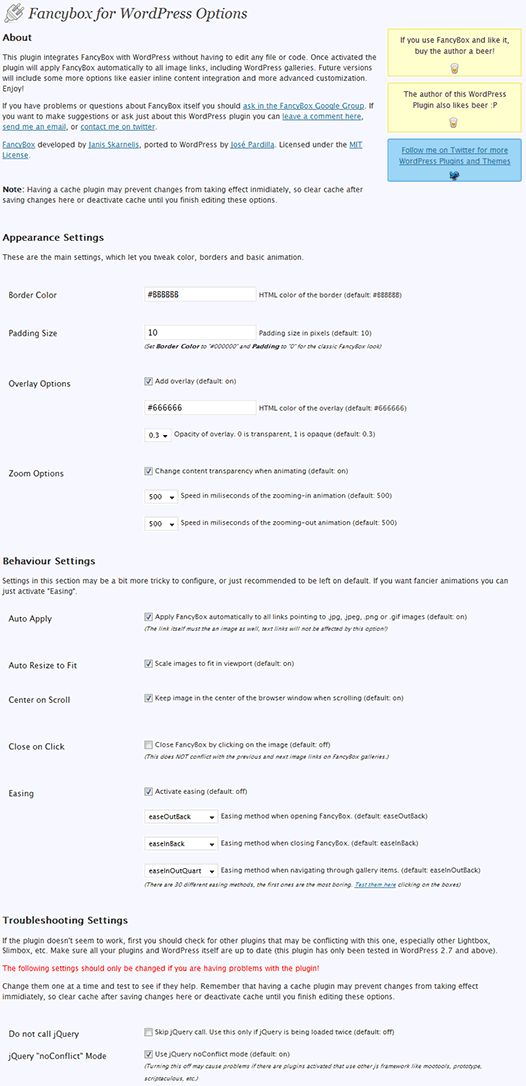 Fancybox for WordPress Options
About
This plugin integrates FancyBox with WordPress without having to edit any file or code. Once activated the
plugin will apply FancyBox automatically to all image links, including WordPress galleries. Future versions
will include some more options like easier inline content integration and more advanced customization.
Enjoy!
If you have problems or questions about FancyBox itself you should ask in the FancyBox Google Group. If
you want to make suggestions or ask just about this WordPress plugin you can leave a comment here,
send me an email, or contact me on twitter.
FancyBox developed by Janis Skarnelis, ported to WordPress by José Pardilla. Licensed under the MIT
License.
Note: Having a cache plugin may prevent changes from taking effect inmidiately, so clear cache after
saving changes here or deactivate cache until you finish editing these options.
If you use FancyBox and like it,
buy the author a beer!
The author of this WordPress
Plugin also likes beer :P
Follow me on Twitter for more
WordPress Plugins and Themes
Appearance Settings
These are the main settings, which let you tweak color, borders and basic animation.
Border Color
#BBBBBB HTML color of the border (default: #BBBBBB)
Padding Size
10 Padding size in pixels (default: 10)
(Set Border Color to "#000000" and Padding to "0" for the classic FancyBox look)
Overlay Options
Add overlay (default: on)
#666666 HTML color of the overlay (default: #666666)
0.3 Opacity of overlay. 0 is transparent, 1 is opaque (default: 0.3)
Zoom Options
Change content transparency when animating (default: on)
500 Speed in miliseconds of the zooming-in animation (default: 500)
500 Speed in miliseconds of the zooming-out animation (default: 500)
Behaviour Settings
Settings in this section may be a bit more tricky to configure, or just recommended to be left on default. If you want fancier animations you can
just activate "Easing".
Auto Apply
Apply FancyBox automatically to all links pointing to .jpg, .jpeg, .png or .gif images (default: on)
(The link itself must the an image as well, text links will not be affected by this option!)
Auto Resize to Fit
Scale images to fit in viewport (default: on)
Center on Scroll
Keep image in the center of the browser window when scrolling (default: on)
Close on Click
Close FancyBox by clicking on the image (default: off)
(This does NOT conflict with the previous and next image links on FancyBox galleries.)
Easing
Activate easing (default: off)
easeOutBack Easing method when opening FancyBox. (default: easeOutBack)
easeInBack Easing method when closing FancyBox. (default: easeInBack)
easeInOutQuart Easing method when navigating through gallery items. (default: easeInOutBack)
(There are 30 different easing methods, the first ones are the most boring. Test them here clicking on the boxes)
Troubleshooting Settings
If the plugin doesn't seem to work, first you should check for other plugins that may be conflicting with this one, especially other Lightbox,
Slimbox, etc. Make sure all your plugins and WordPress itself are up to date (this plugin has only been tested in WordPress 2.7 and above).
The following settings should only be changed if you are having problems with the plugin!
Change them one at a time and test to see if they help. Remember that having a cache plugin may prevent changes from taking effect
immidiately, so clear cache after saving changes here or deactivate cache until you finish editing these options.
Do not call jQuery
Skip jQuery call. Use this only if jQuery is being loaded twice (default: off)
jQuery "noConflict" Mode
Use jQuery noConflict mode (default: on)
(Turning this off may cause problems if there are plugins activated that use other js framework like mootools, prototype,
scriptaculous, etc.)